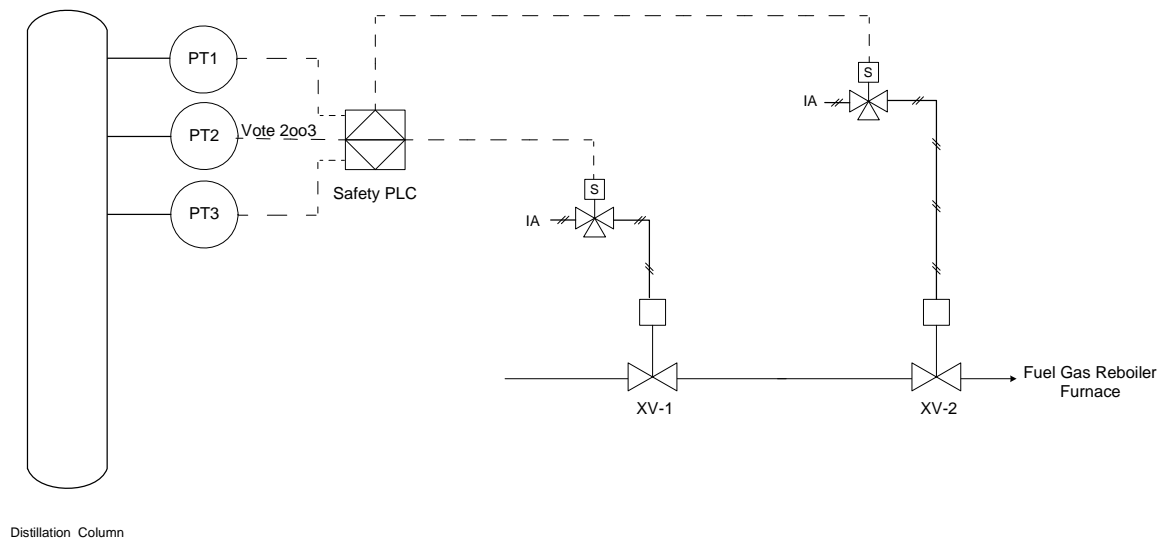 PT1
PT2
PT3
Vote 2oo3
Safety PLC
S
IA
S
IA
XV-1
XV-2
Fuel Gas Reboiler
Furnace
Distillation Column